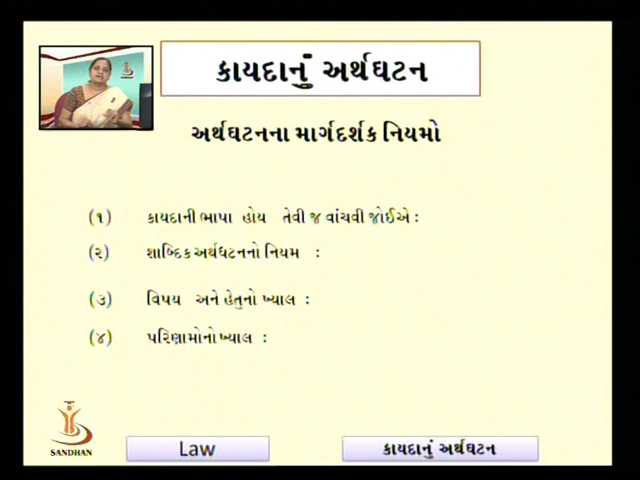 કાયદાનું અર્થઘટન
અર્થઘટનના માર્ગદર્શક નિયમો
(૧) કાયદાની ભાષા હોય તેવી જ વાંચવી જોઈએ :
(૨) શાબ્દિક અર્થઘટનનો નિયમ :
(૩) વિષય અને હેતુનો ખ્યાલ :
(૪) પરિણામોનો ખ્યાલ :
SANDHAN
Law
કાયદાનું અર્થઘટન